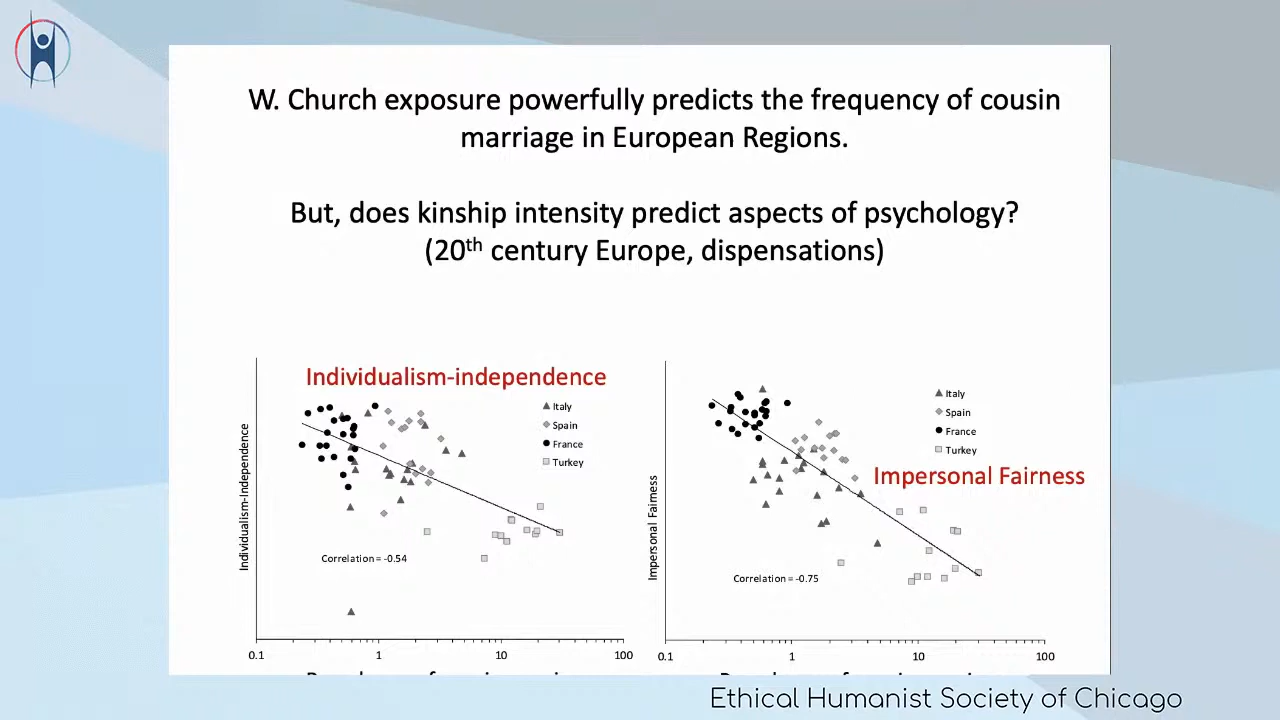 W. Church exposure powerfully predicts the frequency of cousin
marriage in European Regions.
But, does kinship intensity predict aspects of psychology?
(20th century Europe, dispensations)
Individualism-independence
Italy
Spain
France
Turkey
Individualism-Independence
Correlation = -0.54
0.1 1 10 100
Italy
Spain
France
Turkey
Impersonal Fairness
Impersonal Fairness
Correlation = -0.75
0.1 1 10 100
Ethical Humanist Society of Chicago